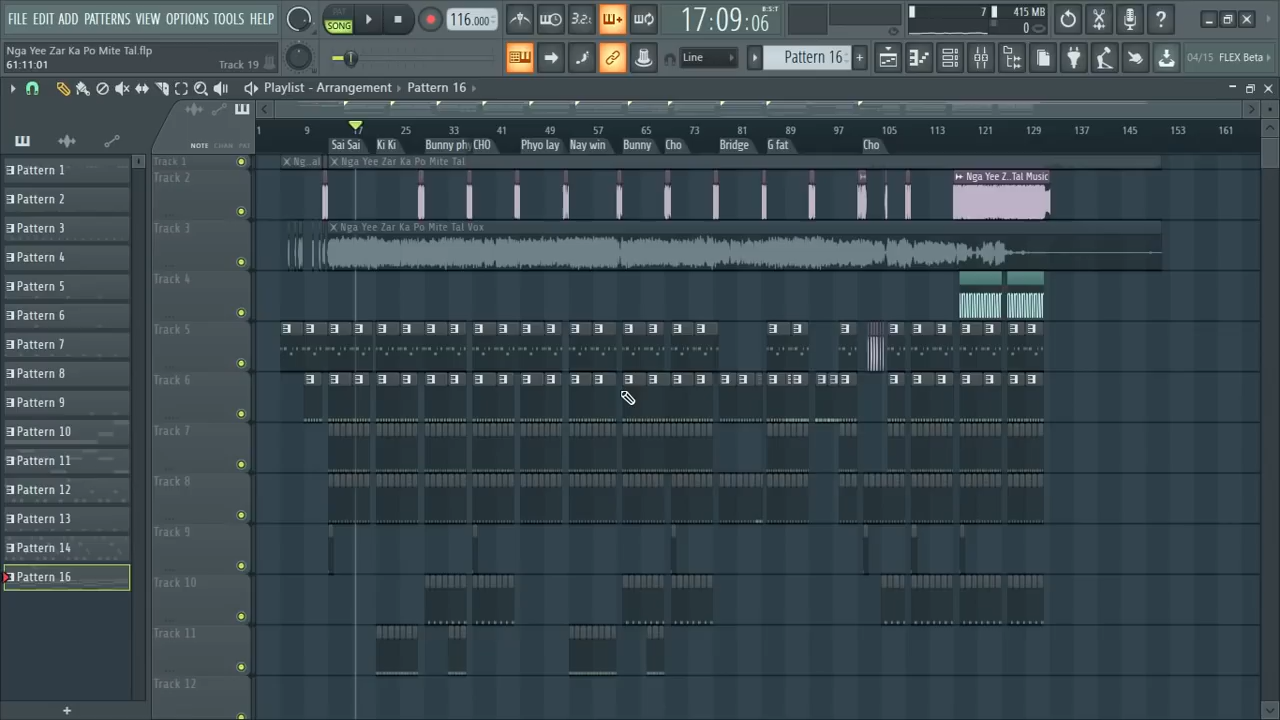 FILE EDIT ADD PATTERNS VIEW OPTIONS TOOLS HELP
PAT
SONG
116.000
3.2:
17:09:06
B:S:T
7
415 MB
0
Nga Yee Zar Ka Po Mite Tal.flp
61:11:01
Track 19
Line
Pattern 16
04/15 FLEX Beta
Playlist - Arrangement
Pattern 16
NOTE CHAN PAT
1 9 17 25 33 41 49 57 65 73 81 89 97 105 113 121 129 137 145 153 161
Sai Sai
Ki Ki
Bunny ph
CHO
Phyo lay
Nay win
Bunny
Cho
Bridge
G fat
Cho
Pattern 1
Pattern 2
Pattern 3
Pattern 4
Pattern 5
Pattern 6
Pattern 7
Pattern 8
Pattern 9
Pattern 10
Pattern 11
Pattern 12
Pattern 13
Pattern 14
Pattern 16
Track 1
Ng..al
Nga Yee Zar Ka Po Mite Tal
Track 2
Nga Yee Z..Tal Music
Track 3
Nga Yee Zar Ka Po Mite Tal Vox
Track 4
Track 5
Track 6
Track 7
Track 8
Track 9
Track 10
Track 11
Track 12